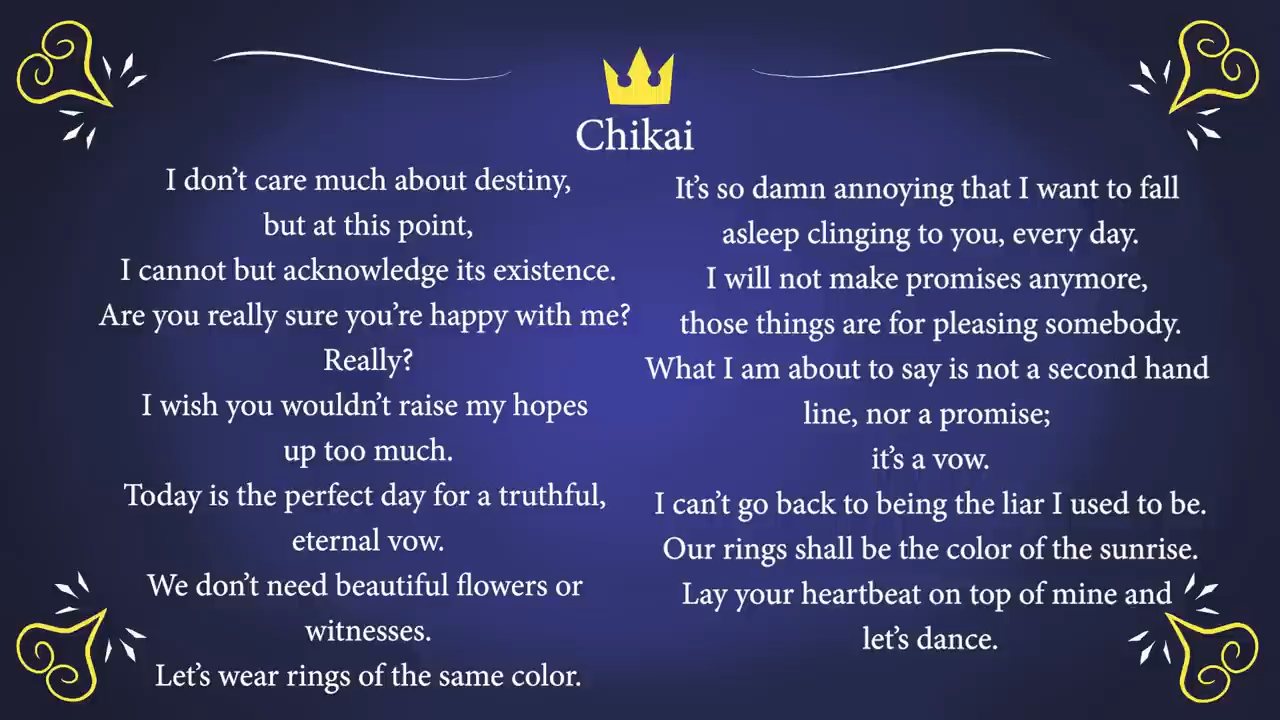 Chikai
I don’t care much about destiny,
but at this point,
I cannot but acknowledge its existence.
Are you really sure you’re happy with me?
Really?
I wish you wouldn’t raise my hopes
up too much.
Today is the perfect day for a truthful,
eternal vow.
We don’t need beautiful flowers or
witnesses.
Let’s wear rings of the same color.
It’s so damn annoying that I want to fall
asleep clinging to you, every day.
I will not make promises anymore,
those things are for pleasing somebody.
What I am about to say is not a second hand
line, nor a promise;
it’s a vow.
I can’t go back to being the liar I used to be.
Our rings shall be the color of the sunrise.
Lay your heartbeat on top of mine and
let’s dance.